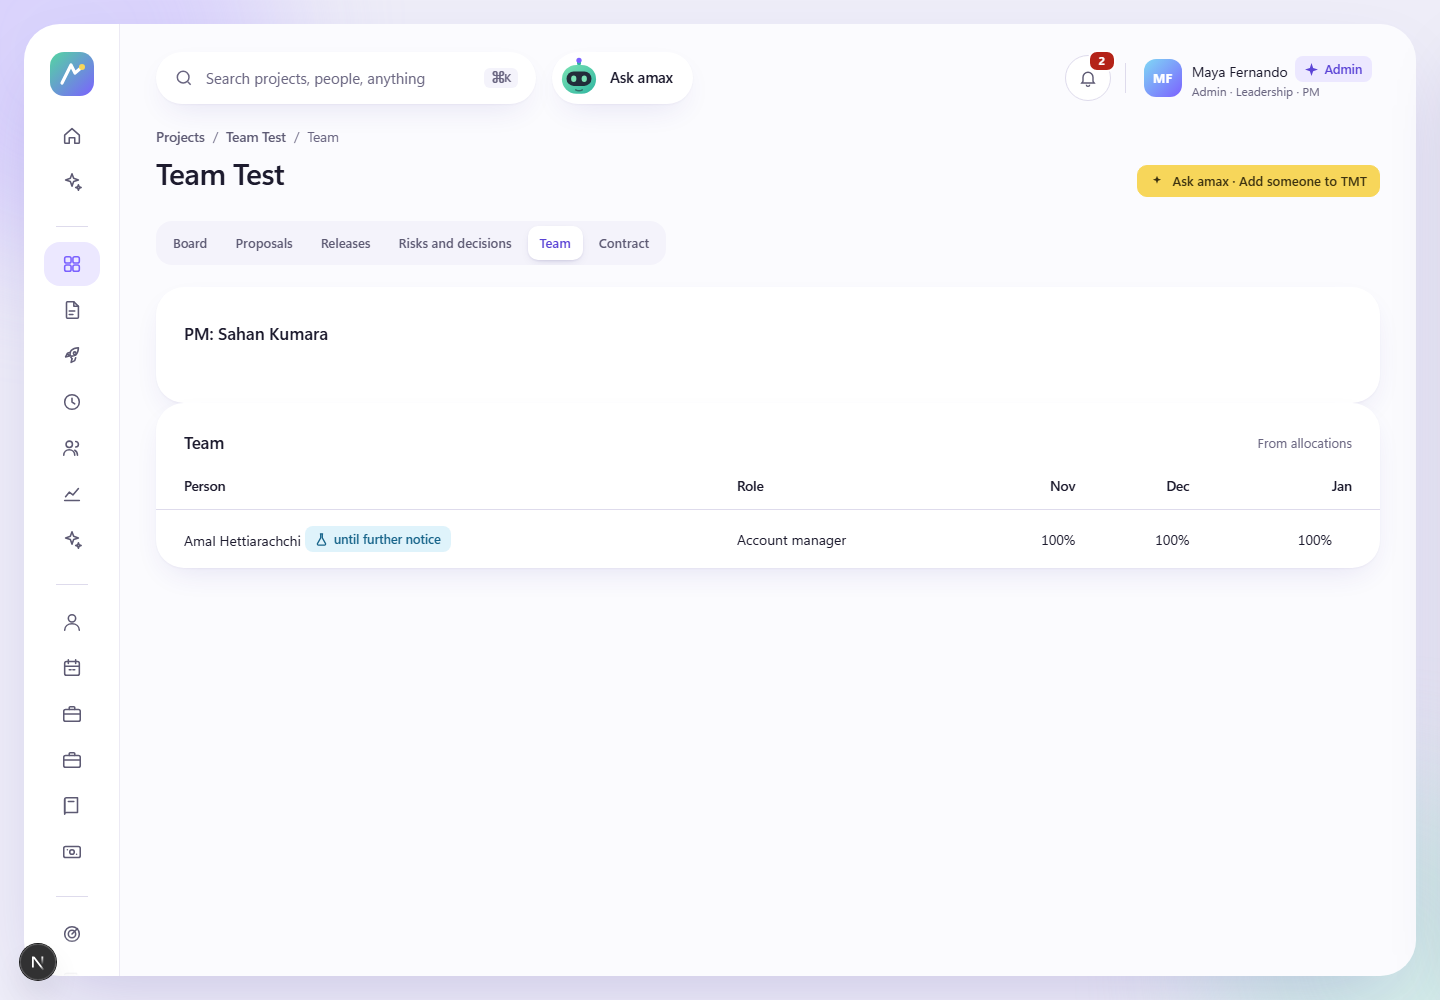 Search projects, people, anything ⌘K
Ask amax
2
MF
Maya Fernando
Admin
Admin · Leadership · PM
Projects / Team Test / Team
Team Test
Ask amax · Add someone to TMT
Board Proposals Releases Risks and decisions Team Contract
PM: Sahan Kumara
Team
From allocations
Person Role Nov Dec Jan
Amal Hettiarachchi until further notice Account manager 100% 100% 100%
N